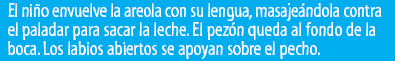 El niño envuelve la areola con su lengua, masajeándola contra
el paladar para sacar la leche. El pezón queda al fondo de la
boca. Los labios abiertos se apoyan sobre el pecho.